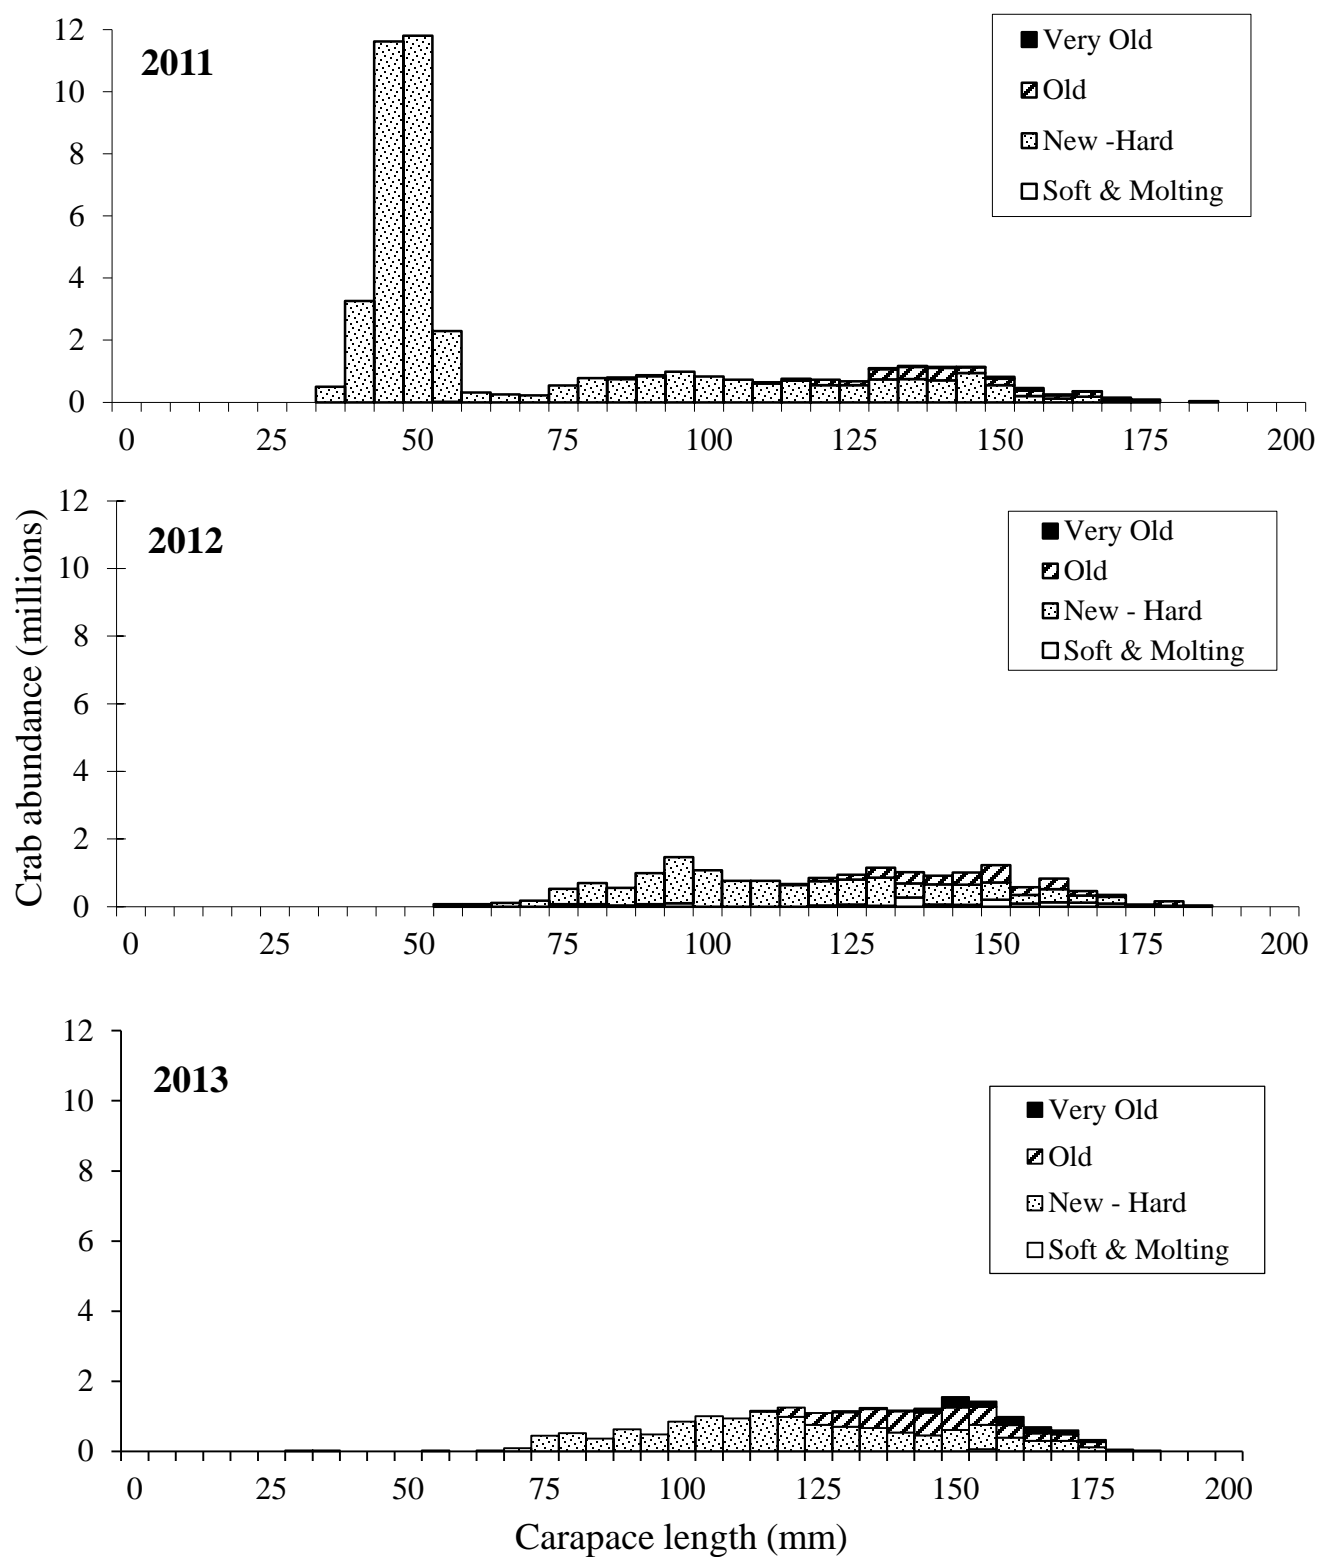 12
10
8
6
4
2
0
2011
Very Old
Old
New -Hard
Soft & Molting
0 25 50 75 100 125 150 175 200
Crab abundance (millions)
12
10
8
6
4
2
0
2012
Very Old
Old
New - Hard
Soft & Molting
0 25 50 75 100 125 150 175 200
12
10
8
6
4
2
0
2013
Very Old
Old
New - Hard
Soft & Molting
0 25 50 75 100 125 150 175 200
Carapace length (mm)